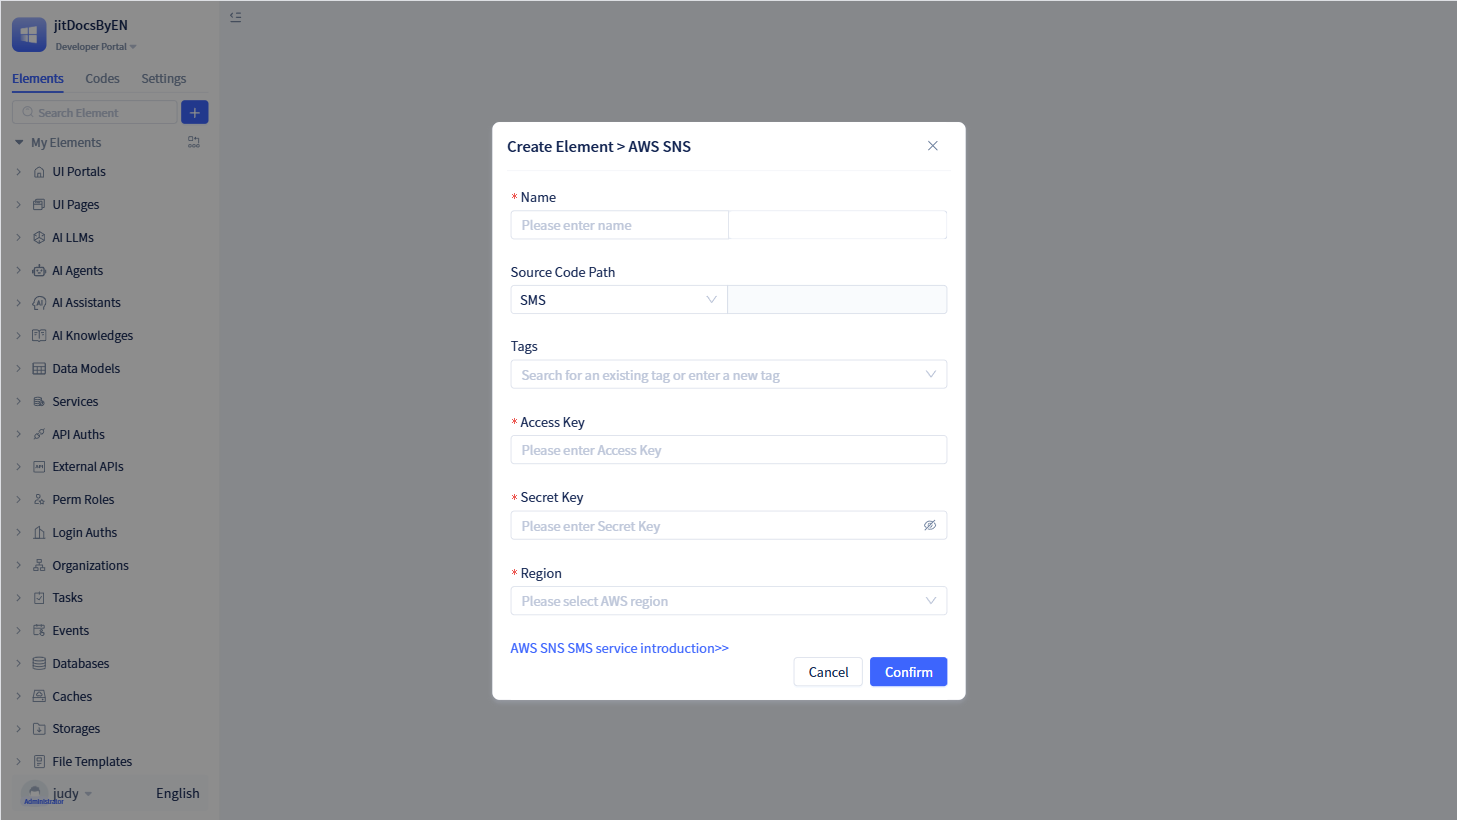 jitDocsByEN
Developer Portal
Elements Codes Settings
Search Element
My Elements
UI Portals
UI Pages
AI LLMs
AI Agents
AI Assistants
AI Knowledges
Data Models
Services
API Auths
External APIs
Perm Roles
Login Auths
Organizations
Tasks
Events
Databases
Caches
Storages
File Templates
judy
Administrator
English
Create Element > AWS SNS
* Name
Please enter name
Source Code Path
SMS
Tags
Search for an existing tag or enter a new tag
* Access Key
Please enter Access Key
* Secret Key
Please enter Secret Key
* Region
Please select AWS region
AWS SNS SMS service introduction>>
Cancel Confirm